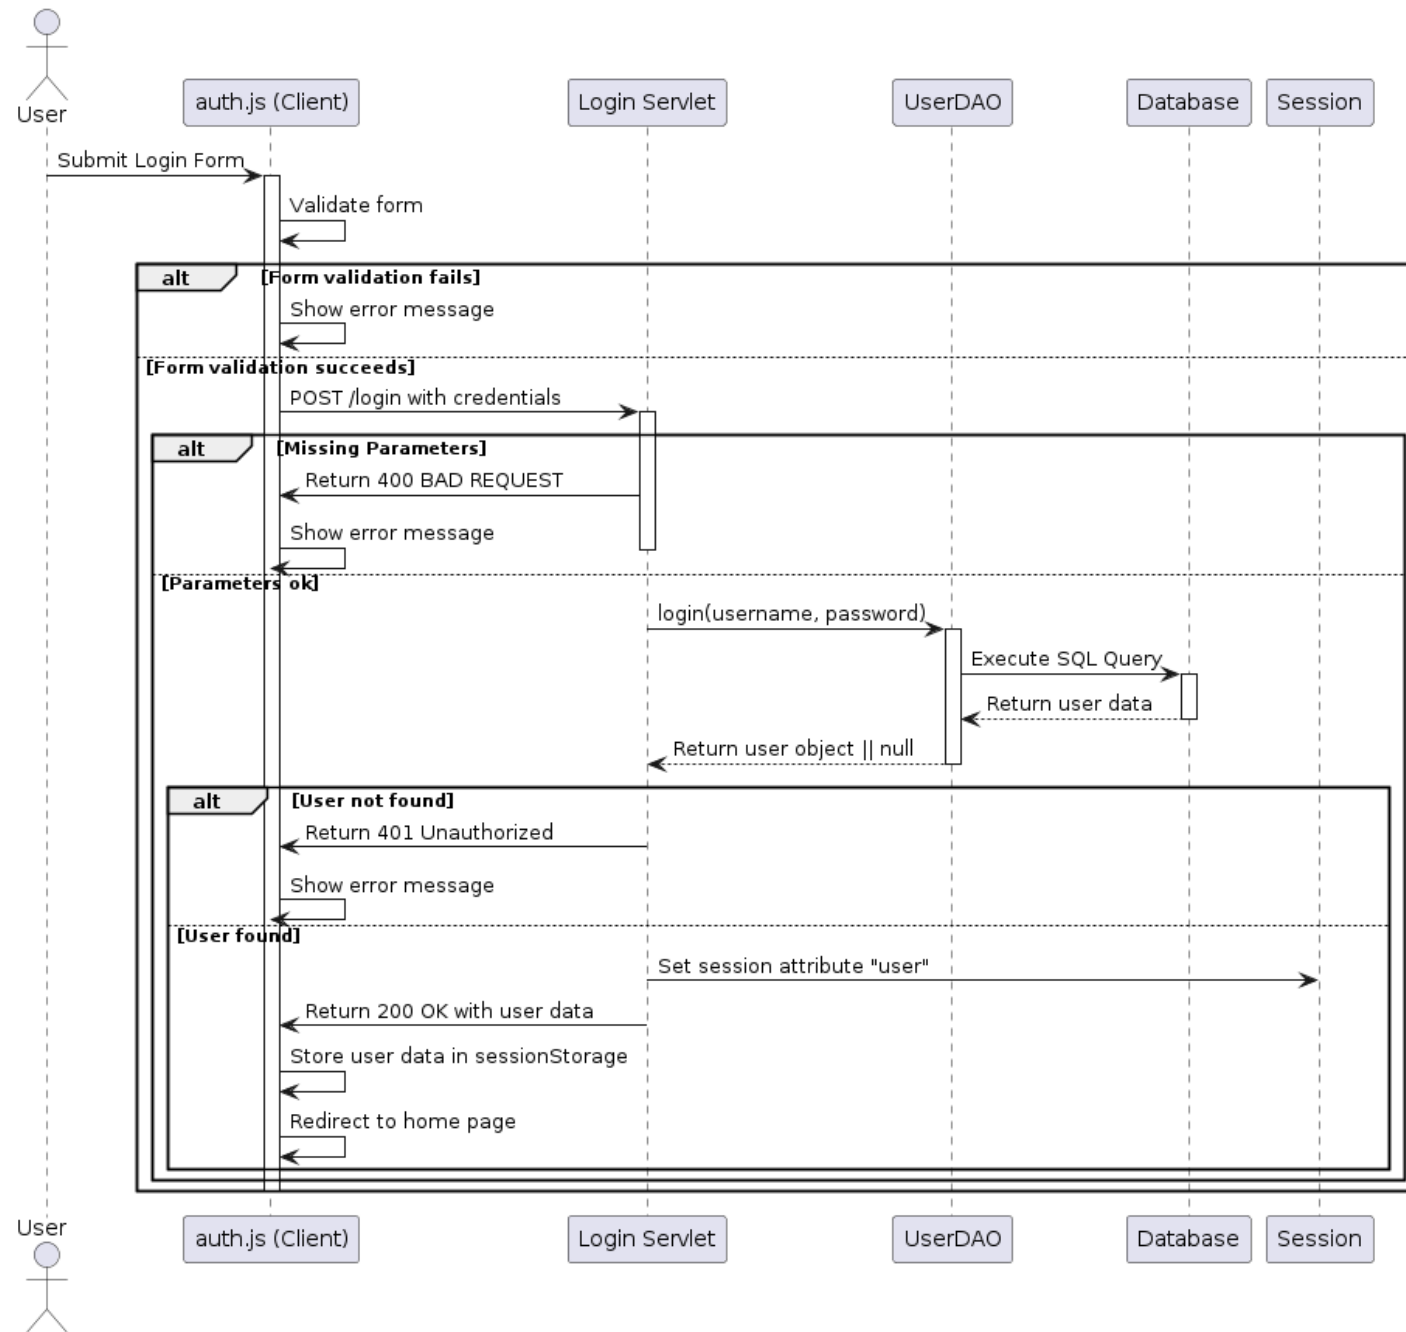 User
auth.js (Client)
Login Servlet
UserDAO
Database
Session
Submit Login Form
Validate form
alt
[Form validation fails]
Show error message
[Form validation succeeds]
POST /login with credentials
alt
[Missing Parameters]
Return 400 BAD REQUEST
Show error message
[Parameters ok]
login(username, password)
Execute SQL Query
Return user data
Return user object || null
alt
[User not found]
Return 401 Unauthorized
Show error message
[User found]
Set session attribute "user"
Return 200 OK with user data
Store user data in sessionStorage
Redirect to home page
User
auth.js (Client)
Login Servlet
UserDAO
Database
Session